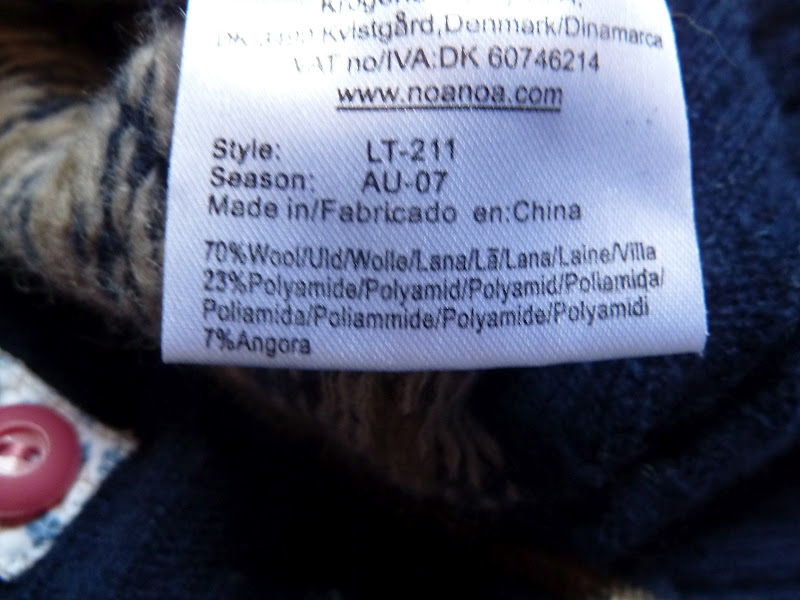 Kvistgård,Denmark/Dinamarca
VAT no/IVA:DK 60746214
www.noanoa.com
Style: LT-211
Season: AU-07
Made in/Fabricado en:China
70%Wool/Uld/Wolle/Lana/Lã/Lana/Laine/Villa
23%Polyamide/Polyamid/Polyamid/Poliamida/
Poliamida/Poliammide/Polyamide/Polyamidi
7%Angora